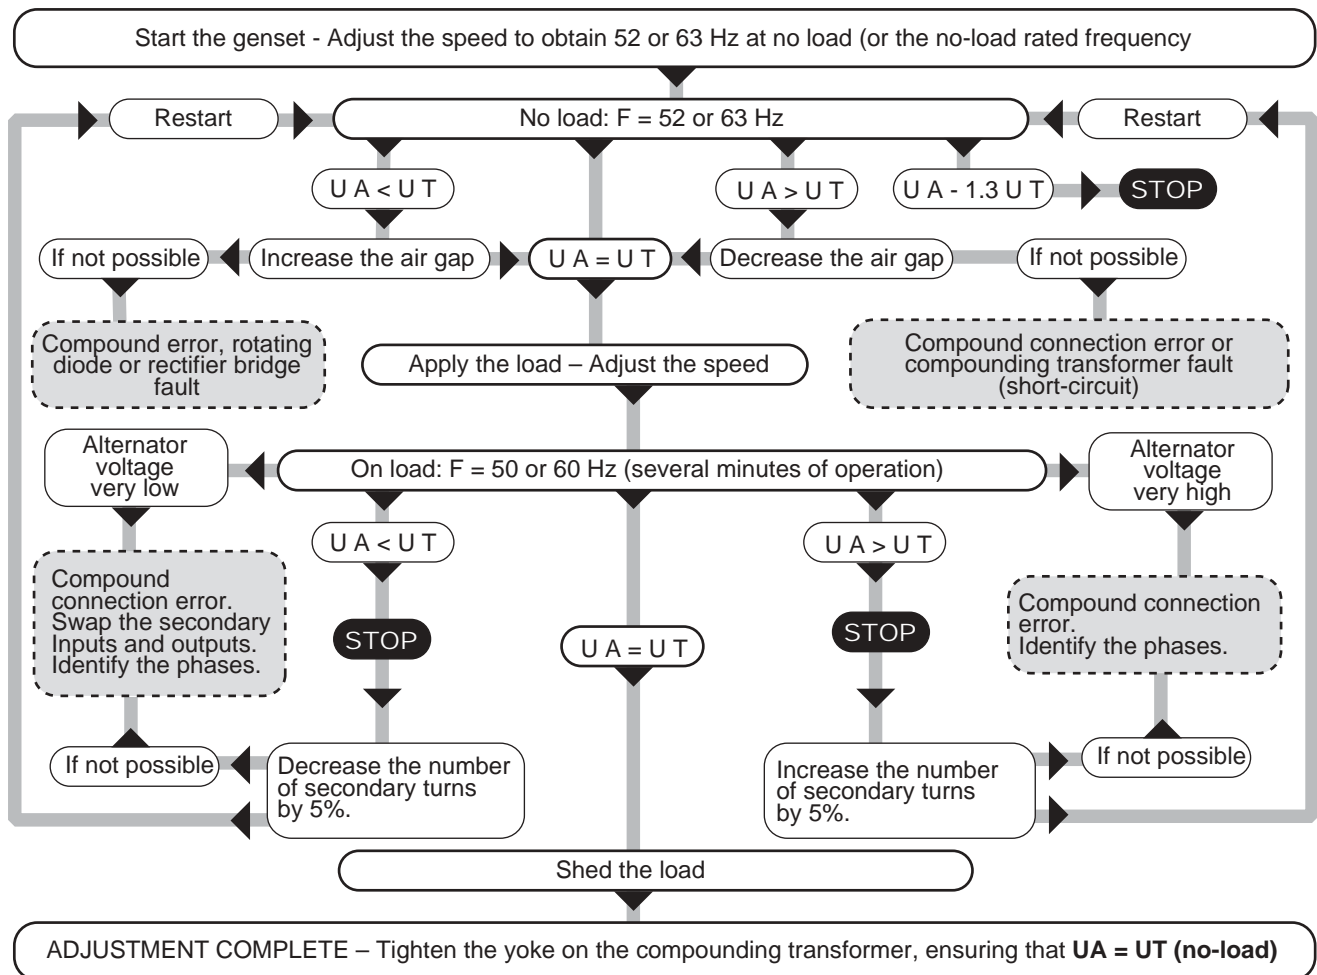 Start the genset - Adjust the speed to obtain 52 or 63 Hz at no load (or the no-load rated frequency
Restart
No load: F = 52 or 63 Hz
Restart
U A < U T
U A > U T
U A - 1.3 U T
STOP
If not possible
Increase the air gap
U A = U T
Decrease the air gap
If not possible
Compound error, rotating
diode or rectifier bridge
fault
Apply the load – Adjust the speed
Compound connection error or
compounding transformer fault
(short-circuit)
Alternator
voltage
very low
On load: F = 50 or 60 Hz (several minutes of operation)
Alternator
voltage
very high
U A < U T
U A > U T
Compound
connection error.
Swap the secondary
Inputs and outputs.
Identify the phases.
STOP
U A = U T
STOP
Compound connection
error.
Identify the phases.
If not possible
Decrease the number
of secondary turns
by 5%.
Increase the number
of secondary turns
by 5%.
If not possible
Shed the load
ADJUSTMENT COMPLETE – Tighten the yoke on the compounding transformer, ensuring that UA = UT (no-load)